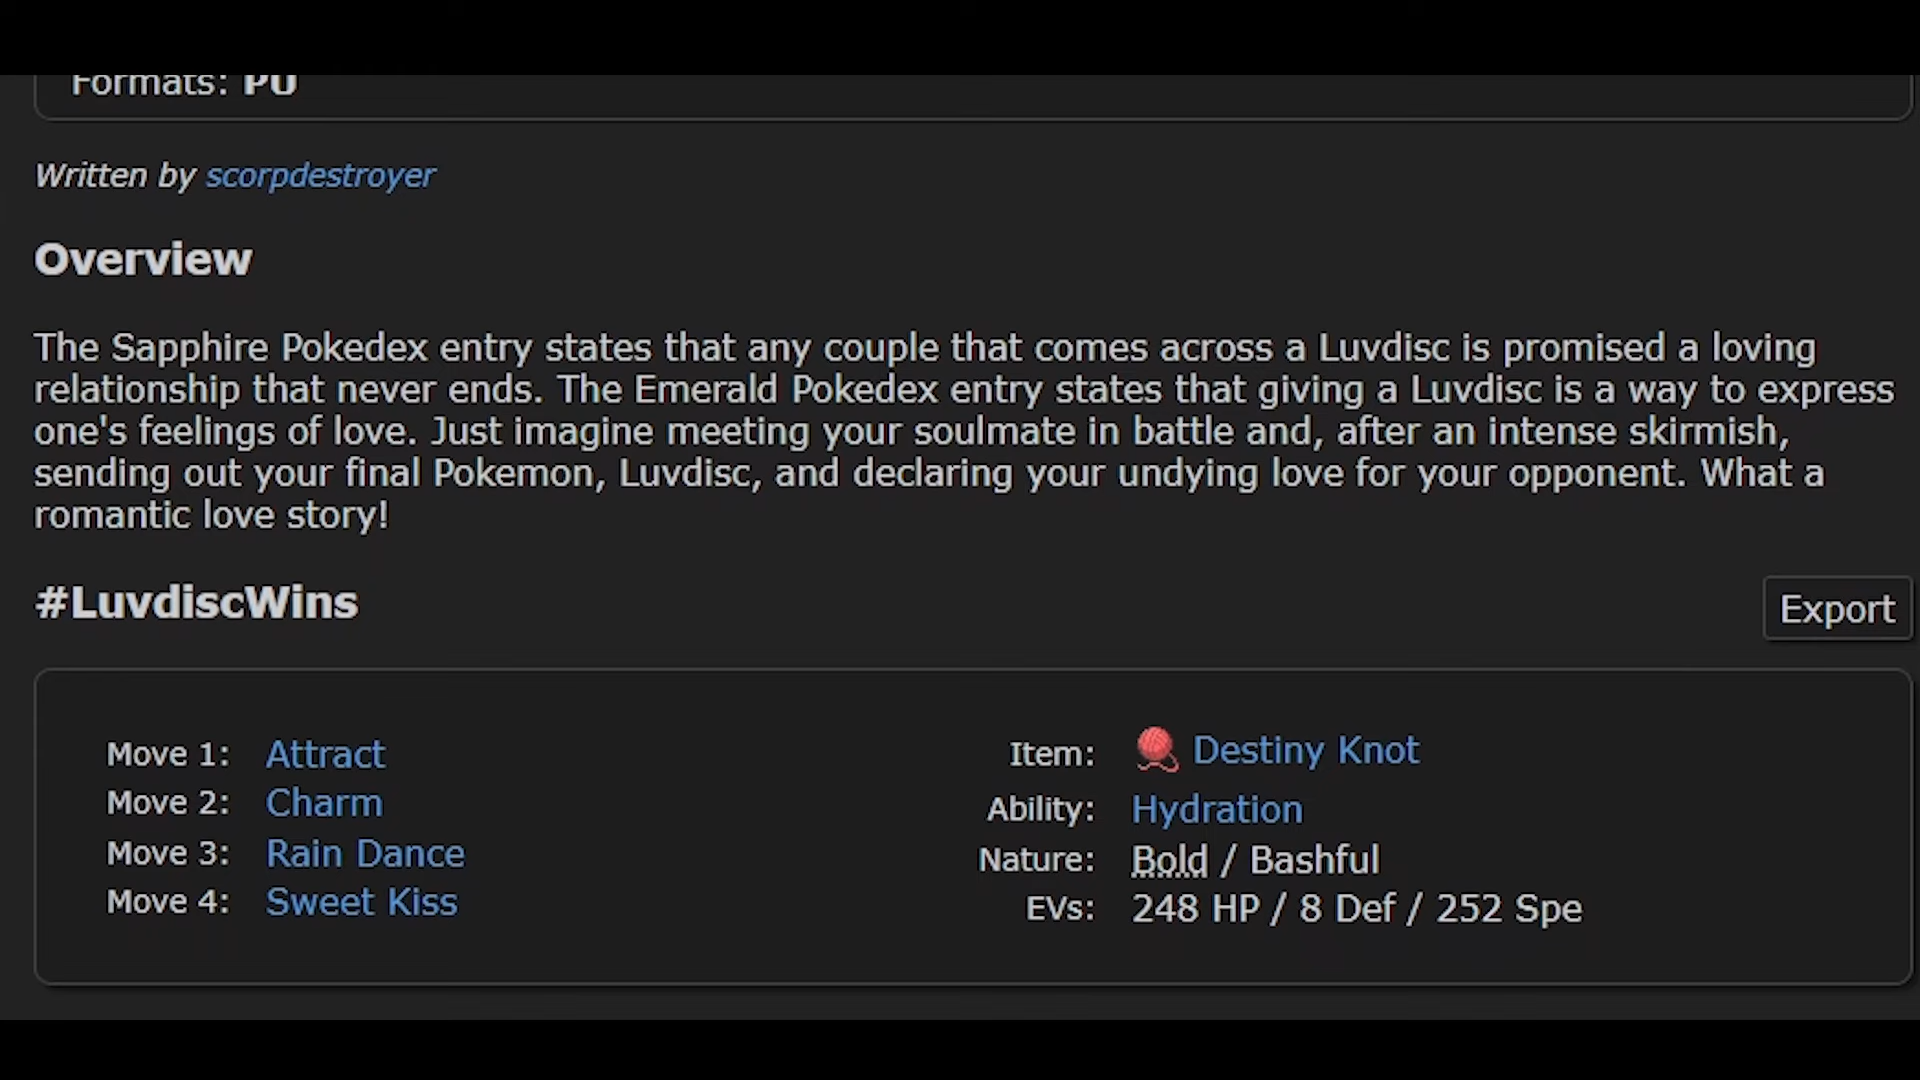 Formats: PU
Written by scorpdestroyer
Overview
The Sapphire Pokedex entry states that any couple that comes across a Luvdisc is promised a loving
relationship that never ends. The Emerald Pokedex entry states that giving a Luvdisc is a way to express
one's feelings of love. Just imagine meeting your soulmate in battle and, after an intense skirmish,
sending out your final Pokemon, Luvdisc, and declaring your undying love for your opponent. What a
romantic love story!
#LuvdiscWins
Export
Move 1: Attract
Move 2: Charm
Move 3: Rain Dance
Move 4: Sweet Kiss
Item: Destiny Knot
Ability: Hydration
Nature: Bold / Bashful
EVs: 248 HP / 8 Def / 252 Spe